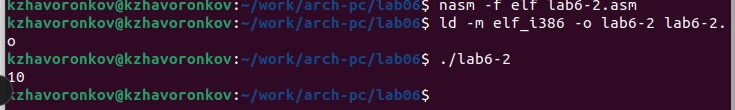 kzhavoronkov@kzhavoronkov:~/work/arch-pc/lab06$ nasm -f elf lab6-2.asm
kzhavoronkov@kzhavoronkov:~/work/arch-pc/lab06$ ld -m elf_i386 -o lab6-2 lab6-2.
o
kzhavoronkov@kzhavoronkov:~/work/arch-pc/lab06$ ./lab6-2
10
kzhavoronkov@kzhavoronkov:~/work/arch-pc/lab06$